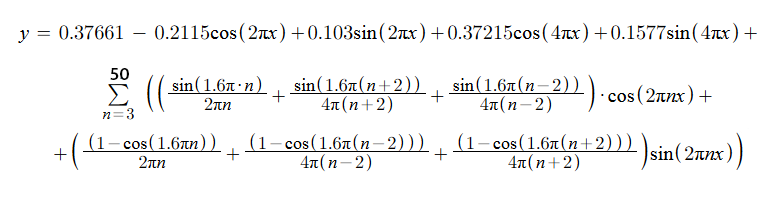 y = 0.37661 − 0.2115cos(2πx)+0.103sin(2πx)+0.37215cos(4πx)+0.1577sin(4πx)+
50
∑
n=3
((sin(1.6π·n)/2πn + sin(1.6π(n+2))/4π(n+2) + sin(1.6π(n−2))/4π(n−2))·cos(2πnx)+
+((1−cos(1.6πn))/2πn + (1−cos(1.6π(n−2)))/4π(n−2) + (1−cos(1.6π(n+2)))/4π(n+2))sin(2πnx))